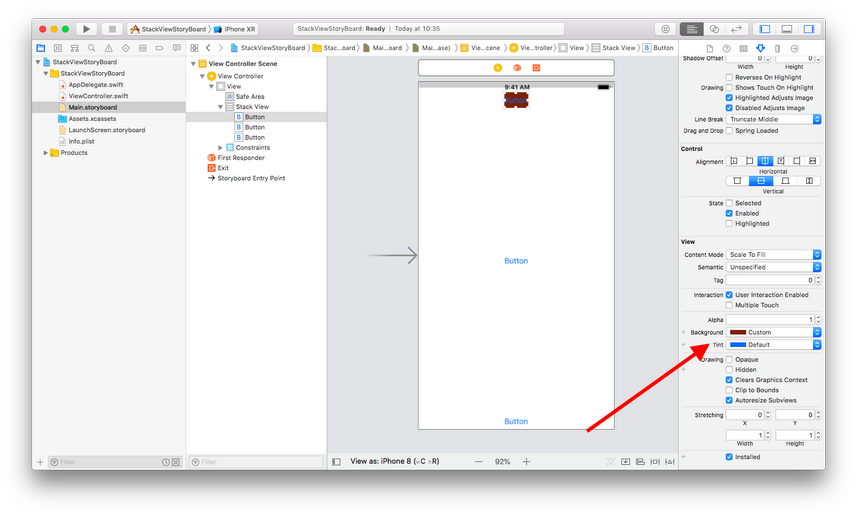 StackViewStoryBoard
iPhone XR
StackViewStoryBoard: Ready
Today at 10:35
StackViewStoryBoard
Stac...oard
Mai...oard
Mai...ase)
View...cene
Vie...troller
View
Stack View
Button
StackViewStoryBoard
StackViewStoryBoard
AppDelegate.swift
ViewController.swift
Main.storyboard
Assets.xcassets
LaunchScreen.storyboard
Info.plist
Products
Filter
View Controller Scene
View Controller
View
Safe Area
Stack View
Button
Button
Button
Constraints
First Responder
Exit
Storyboard Entry Point
Filter
9:41 AM
Button
Button
View as: iPhone 8 (wC hR)
92%
Shadow Offset 0 0
Width Height
Reverses On Highlight
Drawing Shows Touch On Highlight
Highlighted Adjusts Image
Disabled Adjusts Image
Line Break Truncate Middle
Drag and Drop Spring Loaded
Control
Alignment
Horizontal
Vertical
State Selected
Enabled
Highlighted
View
Content Mode Scale To Fill
Semantic Unspecified
Tag 0
Interaction User Interaction Enabled
Multiple Touch
Alpha 1
Background Custom
Tint Default
Drawing Opaque
Hidden
Clears Graphics Context
Clip to Bounds
Autoresize Subviews
Stretching 0 0
X Y
1 1
Width Height
Installed